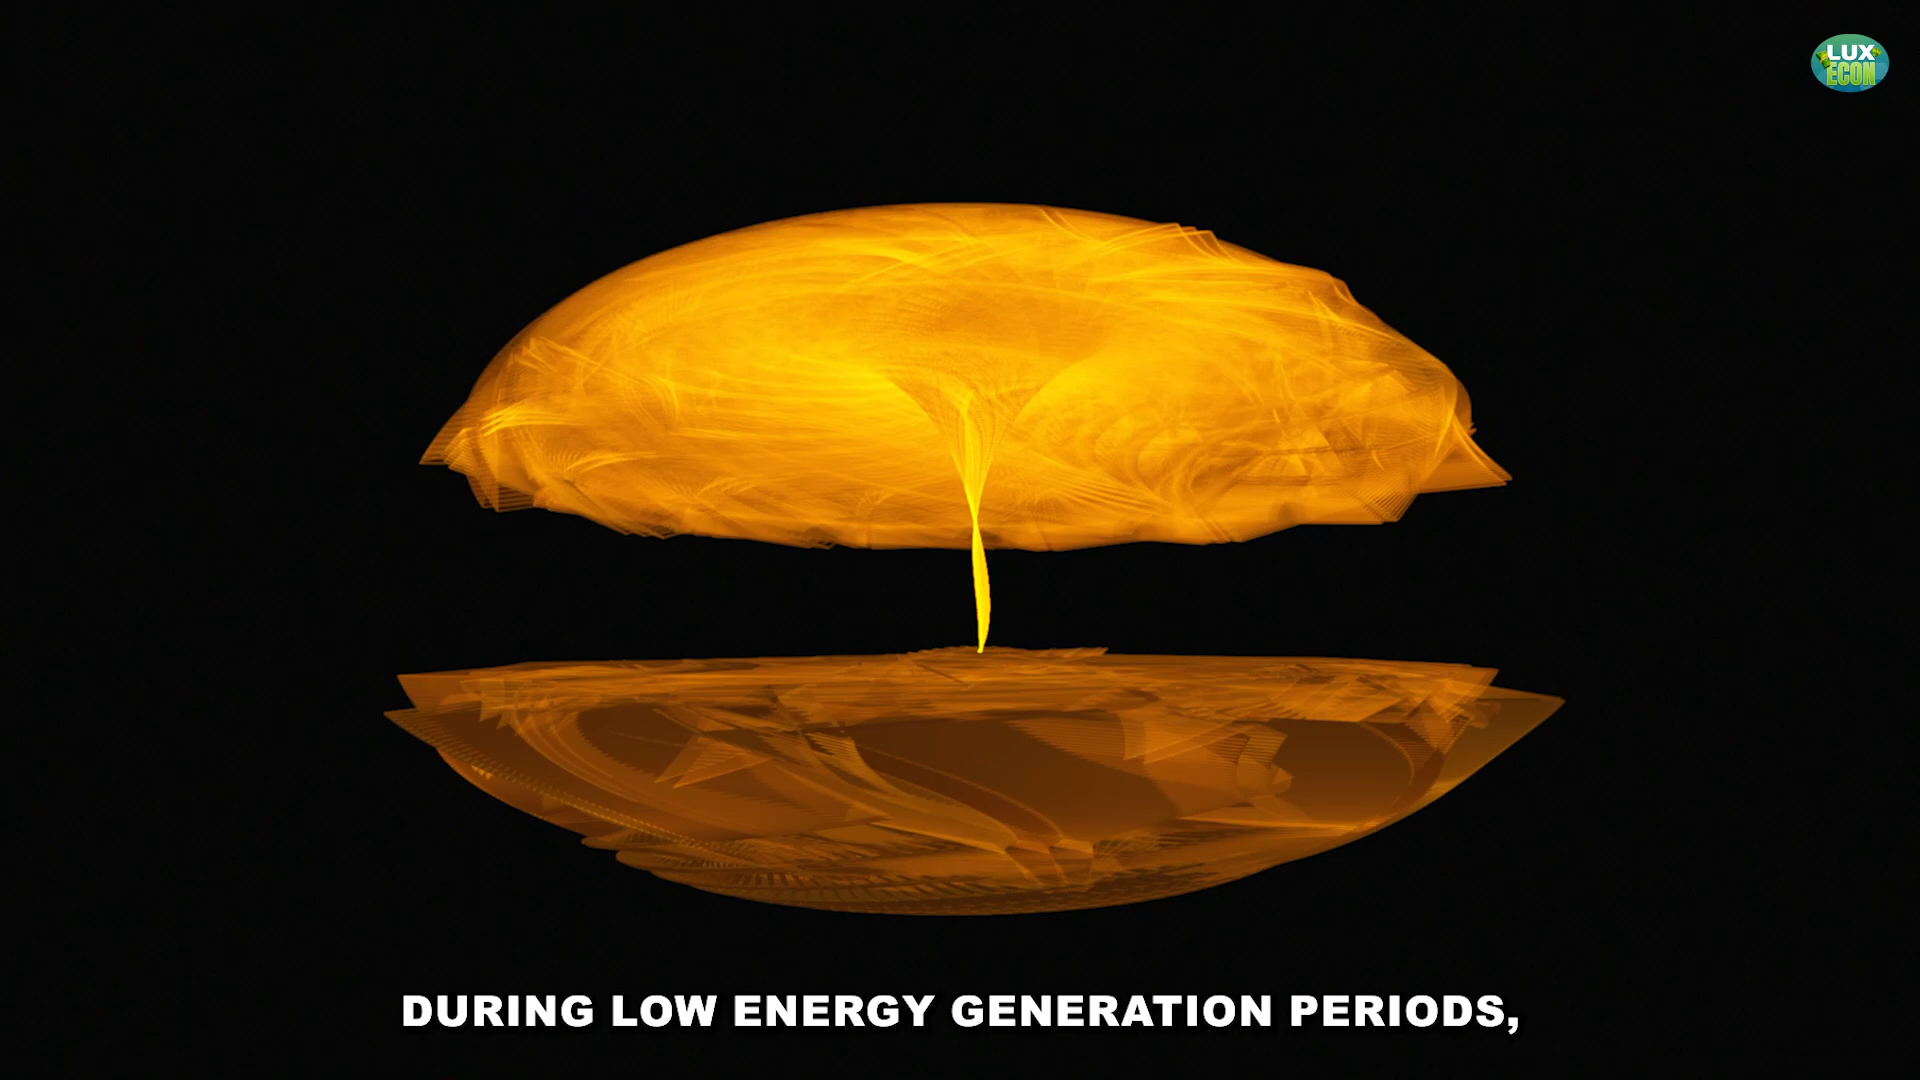 LUX
ECON
DURING LOW ENERGY GENERATION PERIODS,